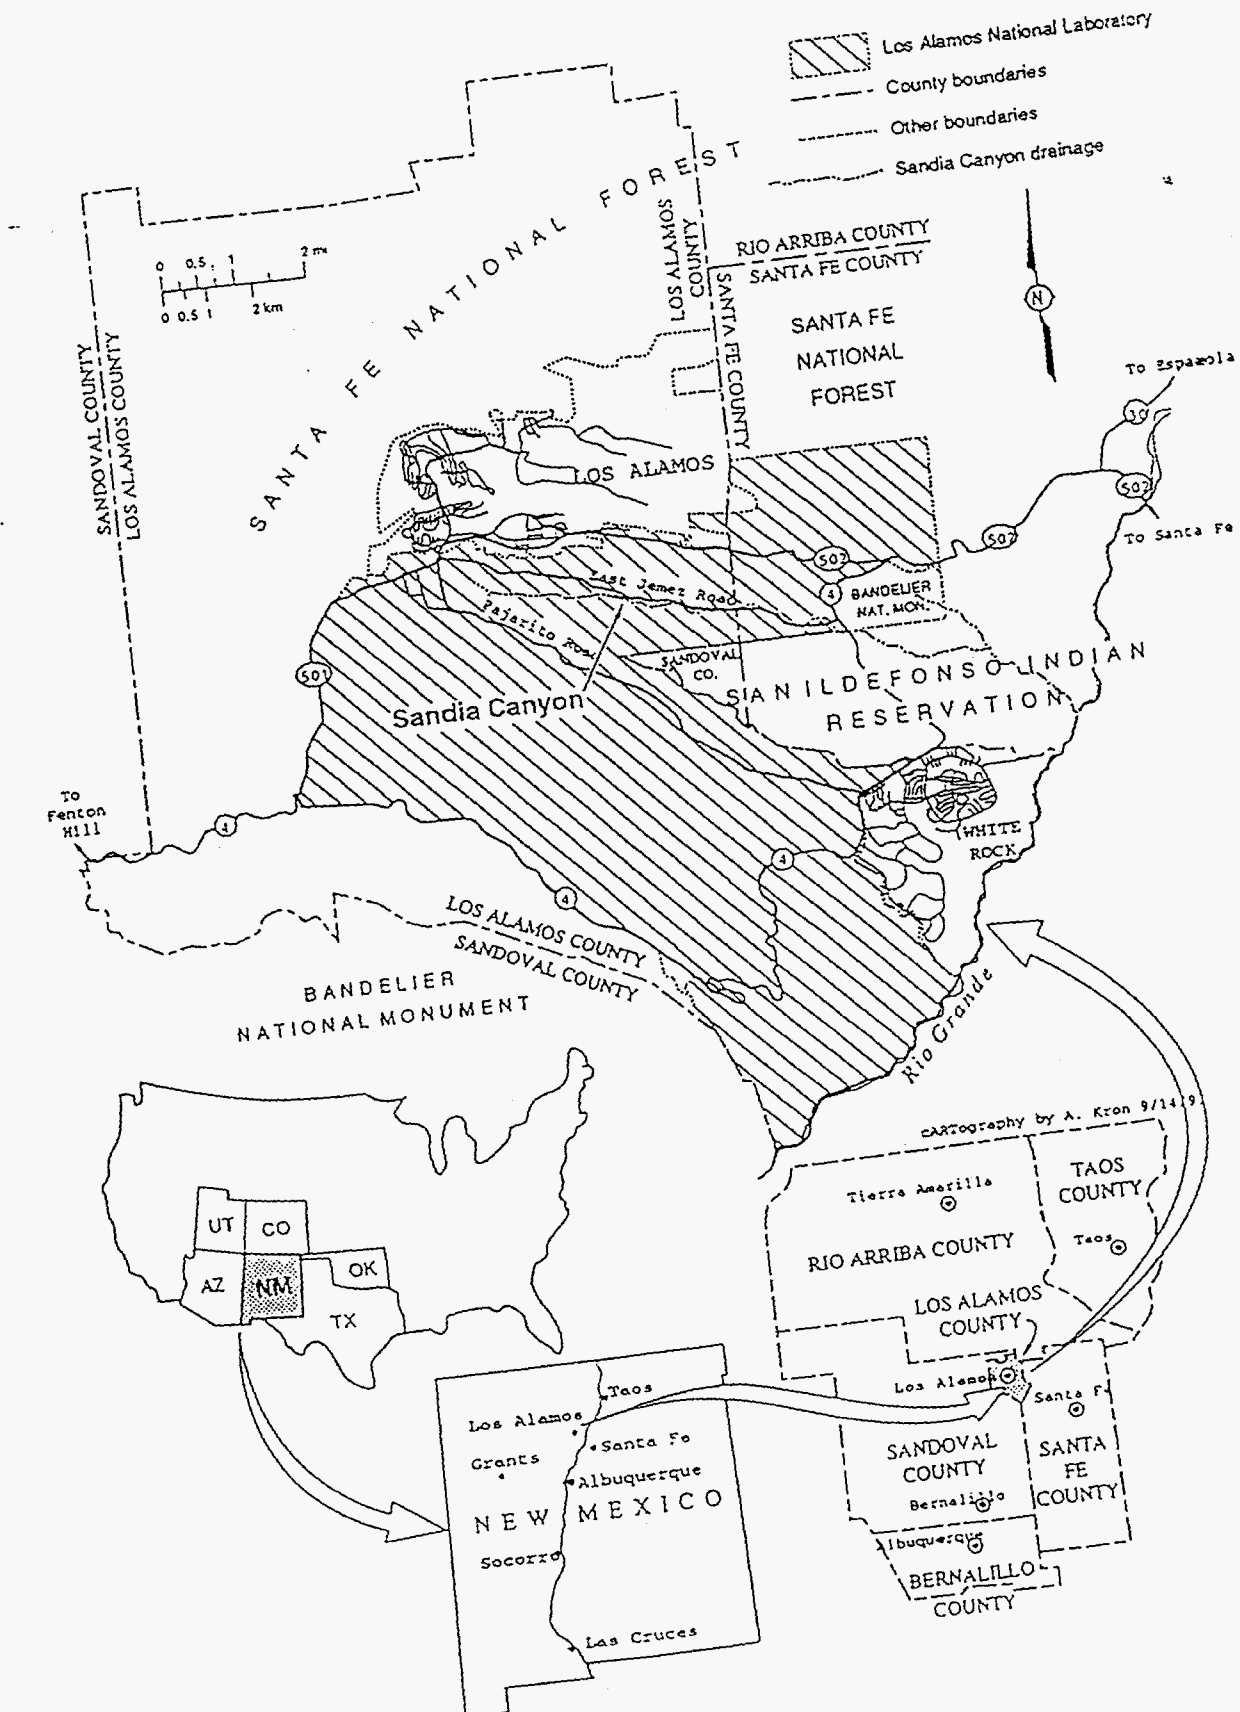 Los Alamos National Laboratory
County boundaries
Other boundaries
Sandia Canyon drainage
SANTA FE NATIONAL FOREST
LOS ALAMOS
COUNTY
RIO ARRIBA COUNTY
SANTA FE COUNTY
SANTA FE COUNTY
0 0.5 1 2 mi
0 0.5 1 2 km
N
SANTA FE
NATIONAL
FOREST
SANDOVAL COUNTY
LOS ALAMOS COUNTY
To Espanola
30
502
To Santa Fe
LOS ALAMOS
502
502
East Jemez Road
4
BANDELIER
NAT. MON.
Pajarito Road
SANDOVAL
CO.
501
Sandia Canyon
SAN ILDEFONSO INDIAN
RESERVATION
To
Fenton
Hill
4
WHITE
ROCK
4
4
LOS ALAMOS COUNTY
SANDOVAL COUNTY
BANDELIER
NATIONAL MONUMENT
Rio Grande
cARTography by A. Kron
UT
CO
AZ
NM
OK
TX
Tierra Amarilla
TAOS
COUNTY
Taos
RIO ARRIBA COUNTY
LOS ALAMOS
COUNTY
Los Alamos
Santa Fe
SANDOVAL
COUNTY
SANTA
FE
COUNTY
Bernalillo
Albuquerque
BERNALILLO
COUNTY
Taos
Los Alamos
Santa Fe
Grants
Albuquerque
NEW MEXICO
Socorro
Las Cruces